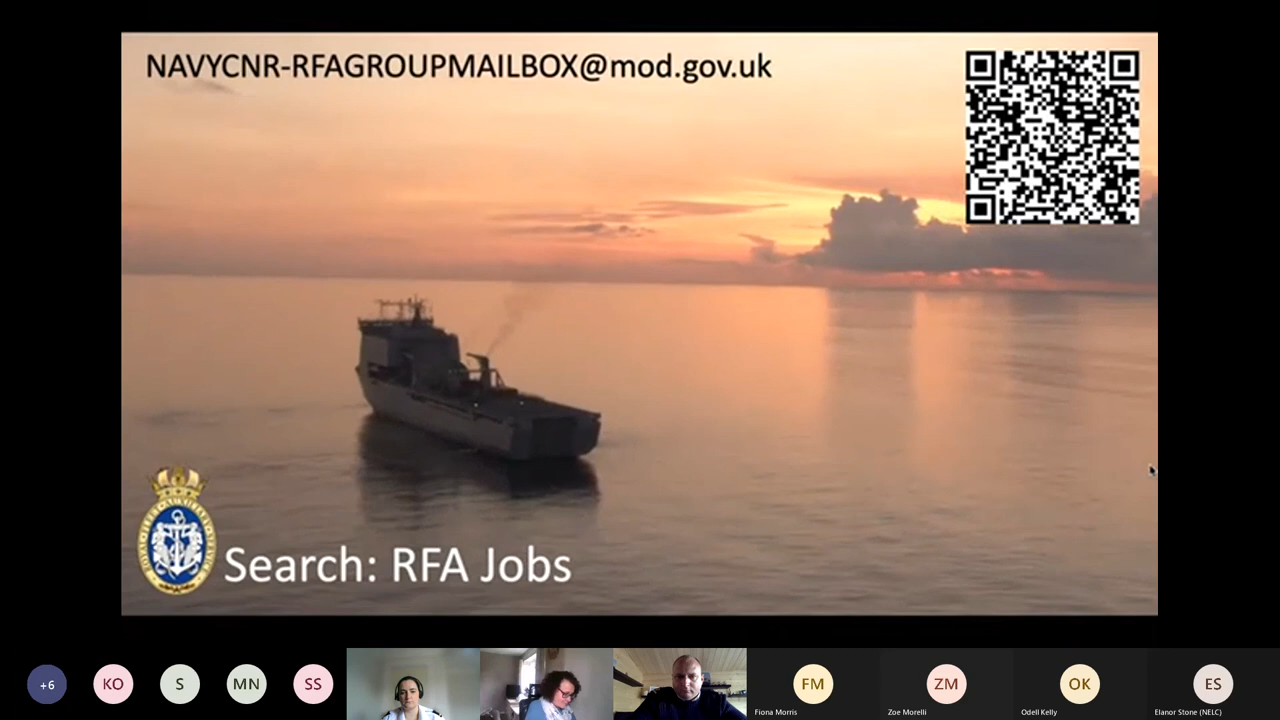 NAVYCNR-RFAGROUPMAILBOX@mod.gov.uk
Search: RFA Jobs
+6
KO
S
MN
SS
FM
ZM
OK
ES
Fiona Morris
Zoe Morelli
Odell Kelly
Elanor Stone (NELC)